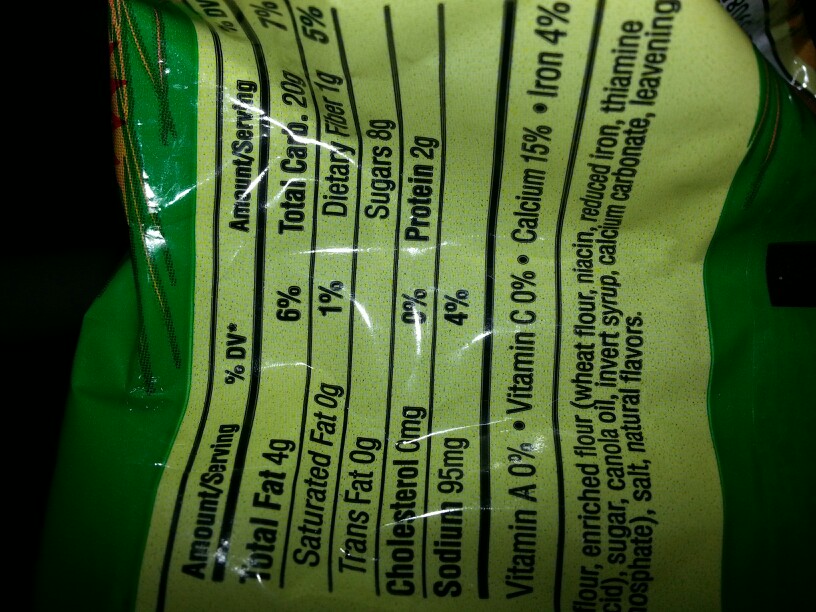 Amount/Serving % DV* Amount/Serving % DV
Total Fat 4g 6% Total Carb. 20g 7%
Saturated Fat 0g 1% Dietary Fiber 1g 5%
Trans Fat 0g Sugars 8g
Cholesterol 0mg 0% Protein 2g
Sodium 95mg 4%
Vitamin A 0% • Vitamin C 0% • Calcium 15% • Iron 4%
flour, enriched flour (wheat flour, niacin, reduced iron, thiamine
cid), sugar, canola oil, invert syrup, calcium carbonate, leavening
hosphate), salt, natural flavors.